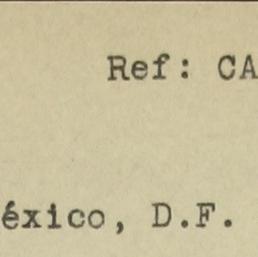 Ref: CA
éxico, D.F.